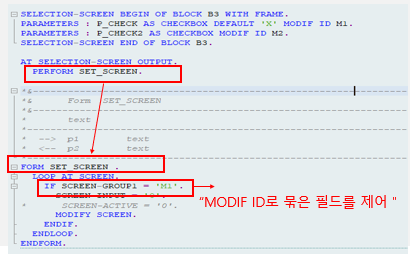 SELECTION-SCREEN BEGIN OF BLOCK B3 WITH FRAME.
PARAMETERS : P_CHECK AS CHECKBOX DEFAULT 'X' MODIF ID M1.
PARAMETERS : P_CHECK2 AS CHECKBOX MODIF ID M2.
SELECTION-SCREEN END OF BLOCK B3.
AT SELECTION-SCREEN OUTPUT.
PERFORM SET_SCREEN.
*&---------------------------------------------------------------------
*& Form SET_SCREEN
*&---------------------------------------------------------------------
* text
*----------------------------------------------------------------------
* --> p1 text
* <-- p2 text
*----------------------------------------------------------------------
FORM SET_SCREEN .
LOOP AT SCREEN.
IF SCREEN-GROUP1 = 'M1'.
SCREEN-INPUT = '0'.
"MODIF ID로 묶은 필드를 제어 "
* SCREEN-ACTIVE = '0'.
MODIFY SCREEN.
ENDIF.
ENDLOOP.
ENDFORM.